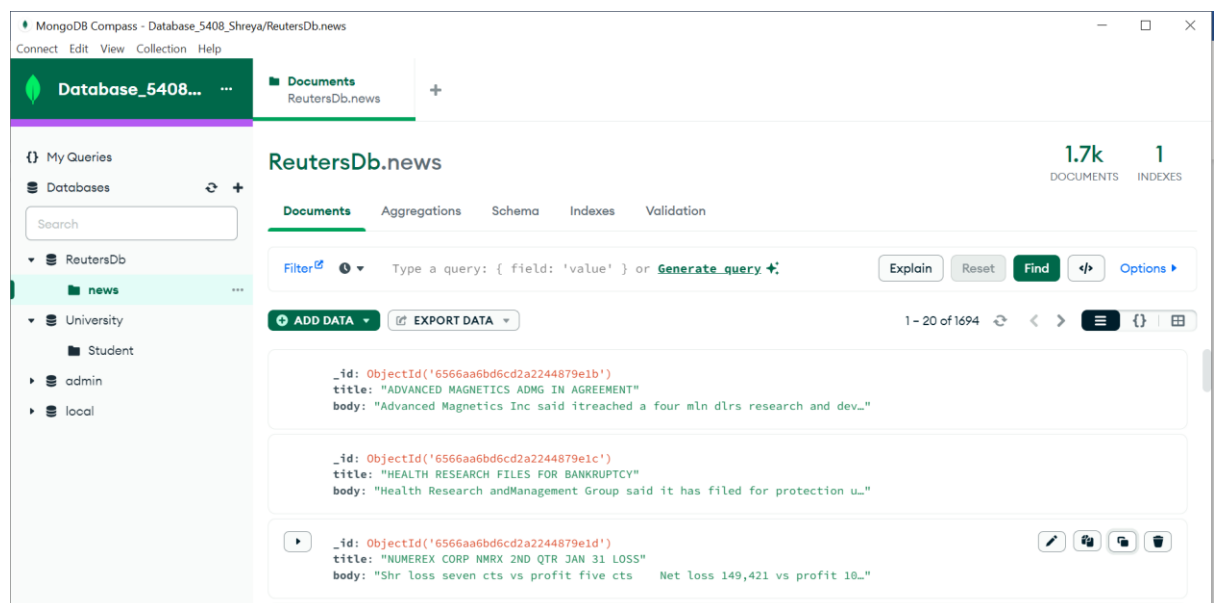 MongoDB Compass - Database_5408_Shreya/ReutersDb.news
Connect Edit View Collection Help
Database_5408... ...
Documents
ReutersDb.news
+
{} My Queries
Databases
Search
ReutersDb
news ...
University
Student
admin
local
ReutersDb.news
1.7k
DOCUMENTS
1
INDEXES
Documents Aggregations Schema Indexes Validation
Filter Type a query: { field: 'value' } or Generate query Explain Reset Find </> Options
ADD DATA EXPORT DATA 1 – 20 of 1694 {}
_id: ObjectId('6566aa6bd6cd2a2244879e1b')
title: "ADVANCED MAGNETICS ADMG IN AGREEMENT"
body: "Advanced Magnetics Inc said itreached a four mln dlrs research and dev…"
_id: ObjectId('6566aa6bd6cd2a2244879e1c')
title: "HEALTH RESEARCH FILES FOR BANKRUPTCY"
body: "Health Research andManagement Group said it has filed for protection u…"
_id: ObjectId('6566aa6bd6cd2a2244879e1d')
title: "NUMEREX CORP NMRX 2ND QTR JAN 31 LOSS"
body: "Shr loss seven cts vs profit five cts    Net loss 149,421 vs profit 10…"